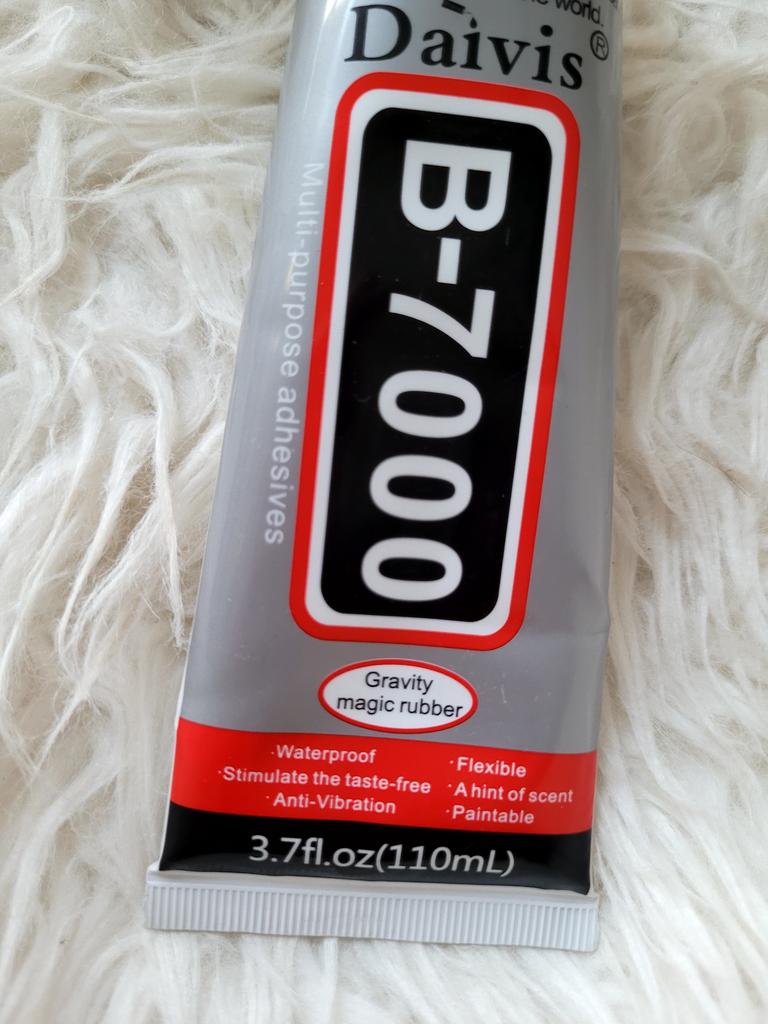 the world.
Daivis®
B-7000
Multi-purpose adhesives
Gravity
magic rubber
·Waterproof
·Stimulate the taste-free
·Anti-Vibration
·Flexible
·A hint of scent
·Paintable
3.7fl.oz(110mL)